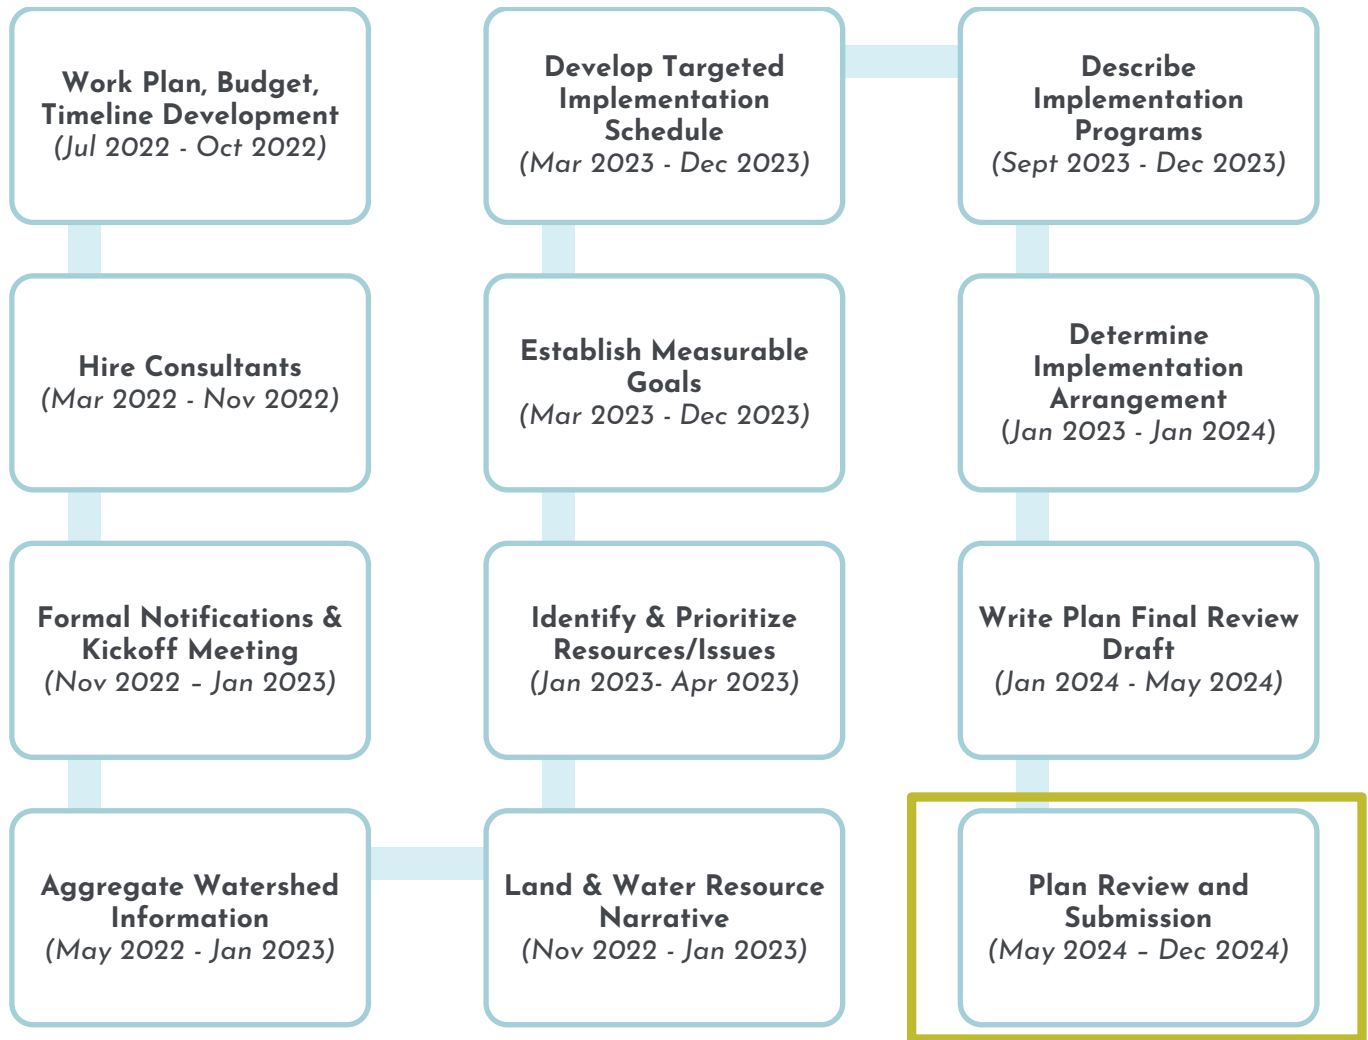 Work Plan, Budget,
Timeline Development
(Jul 2022 - Oct 2022)
Hire Consultants
(Mar 2022 - Nov 2022)
Formal Notifications &
Kickoff Meeting
(Nov 2022 – Jan 2023)
Aggregate Watershed
Information
(May 2022 - Jan 2023)
Land & Water Resource
Narrative
(Nov 2022 - Jan 2023)
Identify & Prioritize
Resources/Issues
(Jan 2023- Apr 2023)
Establish Measurable
Goals
(Mar 2023 - Dec 2023)
Develop Targeted
Implementation
Schedule
(Mar 2023 - Dec 2023)
Describe
Implementation
Programs
(Sept 2023 - Dec 2023)
Determine
Implementation
Arrangement
(Jan 2023 - Jan 2024)
Write Plan Final Review
Draft
(Jan 2024 - May 2024)
Plan Review and
Submission
(May 2024 – Dec 2024)